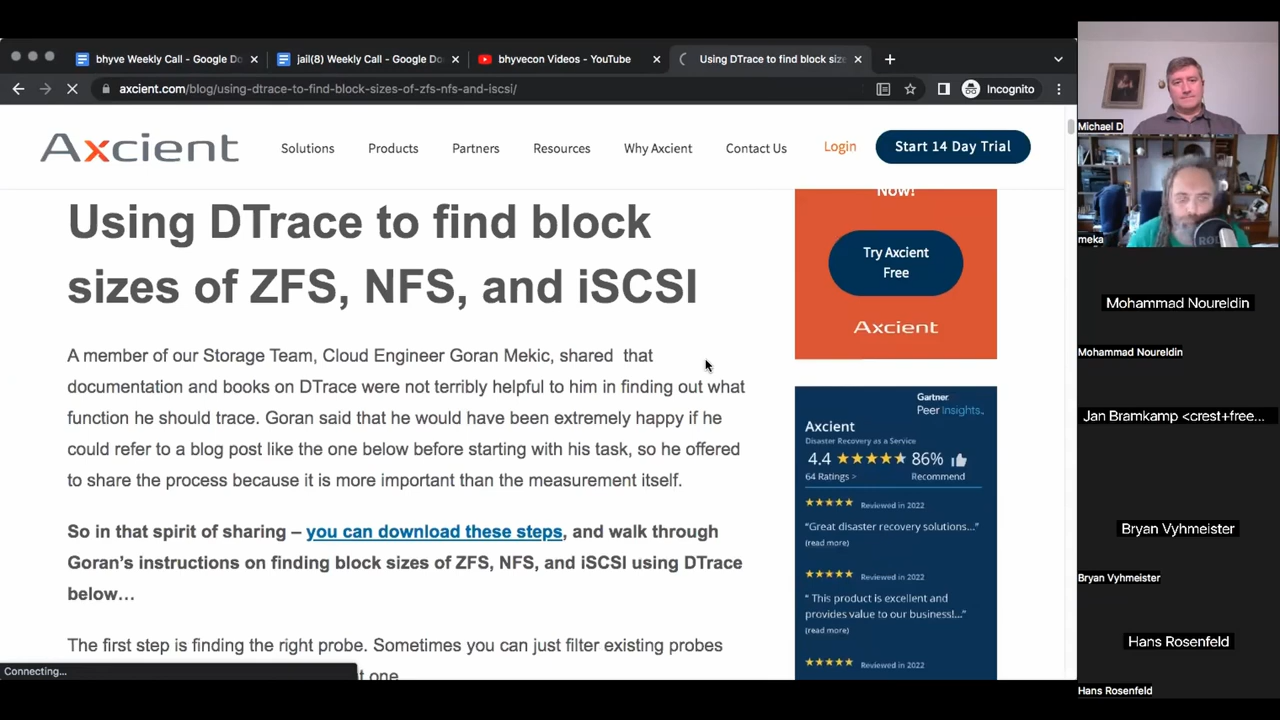 bhyve Weekly Call - Google Do
jail(8) Weekly Call - Google Do
bhyvecon Videos - YouTube
Using DTrace to find block size
axcient.com/blog/using-dtrace-to-find-block-sizes-of-zfs-nfs-and-iscsi/
Incognito
Axcient
Solutions
Products
Partners
Resources
Why Axcient
Contact Us
Login
Start 14 Day Trial
Using DTrace to find block
sizes of ZFS, NFS, and iSCSI
A member of our Storage Team, Cloud Engineer Goran Mekic, shared that
documentation and books on DTrace were not terribly helpful to him in finding out what
function he should trace. Goran said that he would have been extremely happy if he
could refer to a blog post like the one below before starting with his task, so he offered
to share the process because it is more important than the measurement itself.
So in that spirit of sharing – you can download these steps, and walk through
Goran's instructions on finding block sizes of ZFS, NFS, and iSCSI using DTrace
below…
The first step is finding the right probe. Sometimes you can just filter existing probes
t one
Connecting...
Now!
Try Axcient
Free
Axcient
Gartner
Peer Insights.
Axcient
Disaster Recovery as a Service
4.4
86%
64 Ratings >
Recommend
Reviewed in 2022
"Great disaster recovery solutions..."
(read more)
Reviewed in 2022
" This product is excellent and
provides value to our business!..."
(read more)
Reviewed in 2022
Michael D
meka
Mohammad Noureldin
Mohammad Noureldin
Jan Bramkamp <crest+free...
Bryan Vyhmeister
Bryan Vyhmeister
Hans Rosenfeld
Hans Rosenfeld